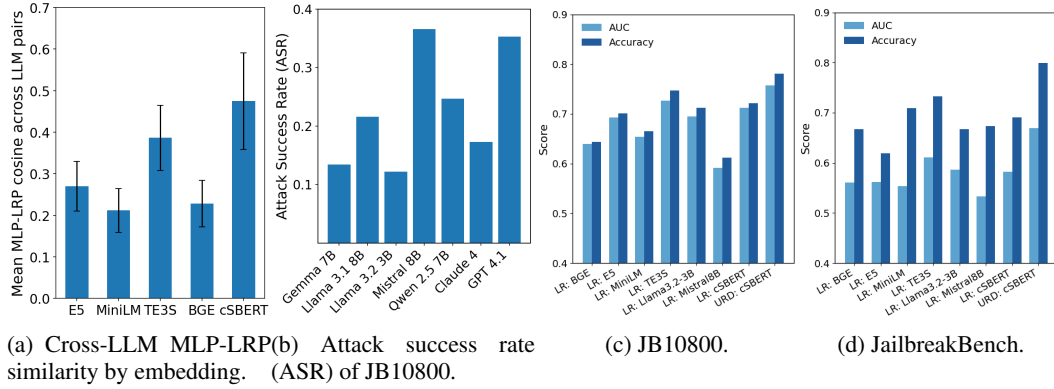 Mean MLP-LRP cosine across LLM pairs
0.7
0.6
0.5
0.4
0.3
0.2
0.1
0.0
E5 MiniLM TE3S BGE cSBERT
Attack Success Rate (ASR)
0.4
0.3
0.2
0.1
Gemma 7B
Llama 3.1 8B
Llama 3.2 3B
Mistral 8B
Qwen 2.5 7B
Claude 4
GPT 4.1
Score
0.9
0.8
0.7
0.6
0.5
0.4
AUC
Accuracy
LR: BGE
LR: E5
LR: MiniLM
LR: TE3S
LR: Llama3.2-3B
LR: Mistral8B
LR: cSBERT
URD: cSBERT
Score
0.9
0.8
0.7
0.6
0.5
0.4
AUC
Accuracy
LR: BGE
LR: E5
LR: MiniLM
LR: TE3S
LR: Llama3.2-3B
LR: Mistral8B
LR: cSBERT
URD: cSBERT
(a) Cross-LLM MLP-LRP
similarity by embedding.
(b) Attack success rate
(ASR) of JB10800.
(c) JB10800.
(d) JailbreakBench.